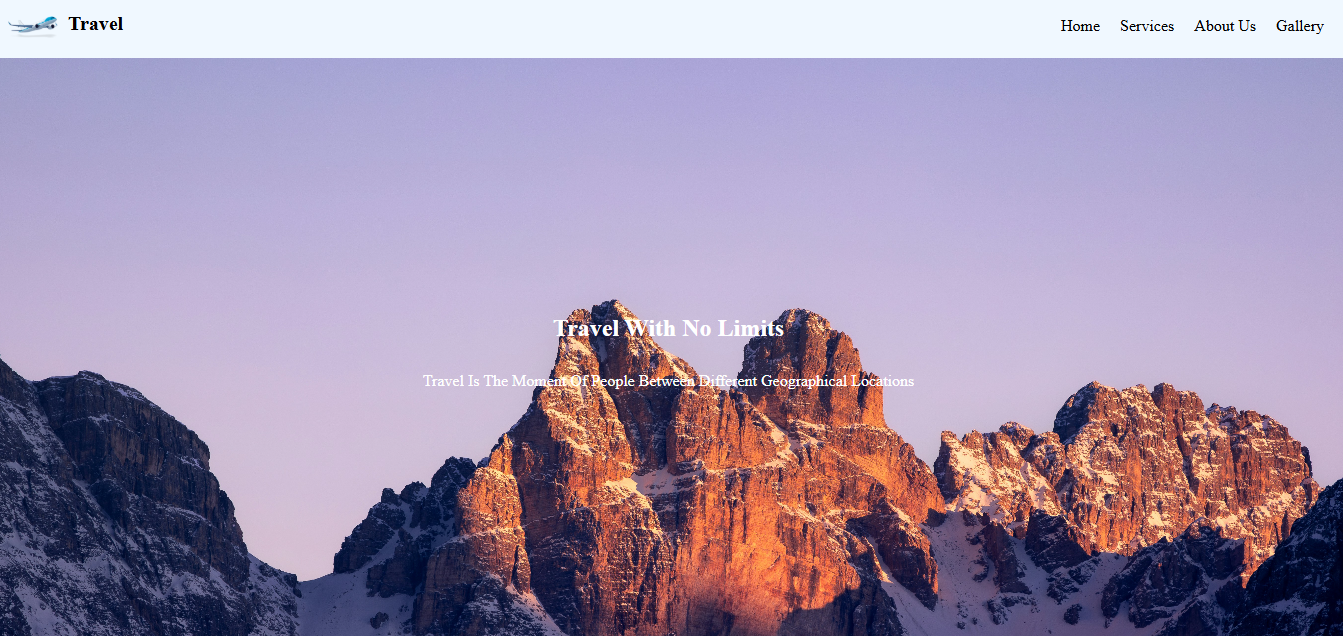 Travel
Home Services About Us Gallery
Travel With No Limits
Travel Is The Moment Of People Between Different Geographical Locations